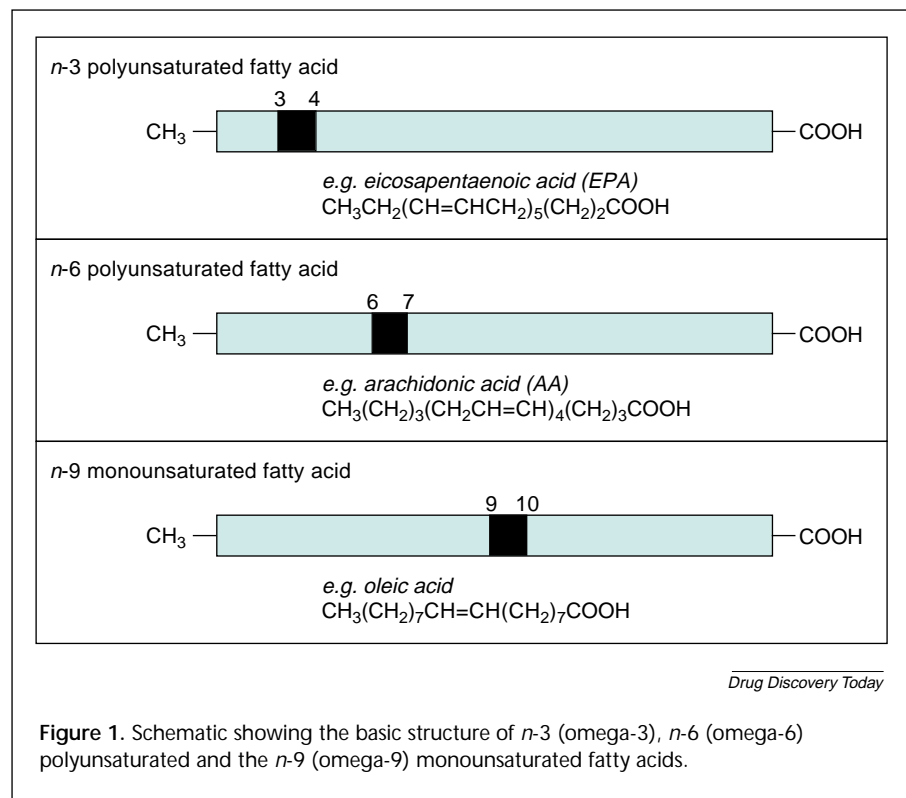 n-3 polyunsaturated fatty acid
3 4
CH₃ COOH
e.g. eicosapentaenoic acid (EPA)
CH₃CH₂(CH=CHCH₂)₅(CH₂)₂COOH
n-6 polyunsaturated fatty acid
6 7
CH₃ COOH
e.g. arachidonic acid (AA)
CH₃(CH₂)₃(CH₂CH=CH)₄(CH₂)₃COOH
n-9 monounsaturated fatty acid
9 10
CH₃ COOH
e.g. oleic acid
CH₃(CH₂)₇CH=CH(CH₂)₇COOH
Drug Discovery Today
Figure 1. Schematic showing the basic structure of n-3 (omega-3), n-6 (omega-6)
polyunsaturated and the n-9 (omega-9) monounsaturated fatty acids.